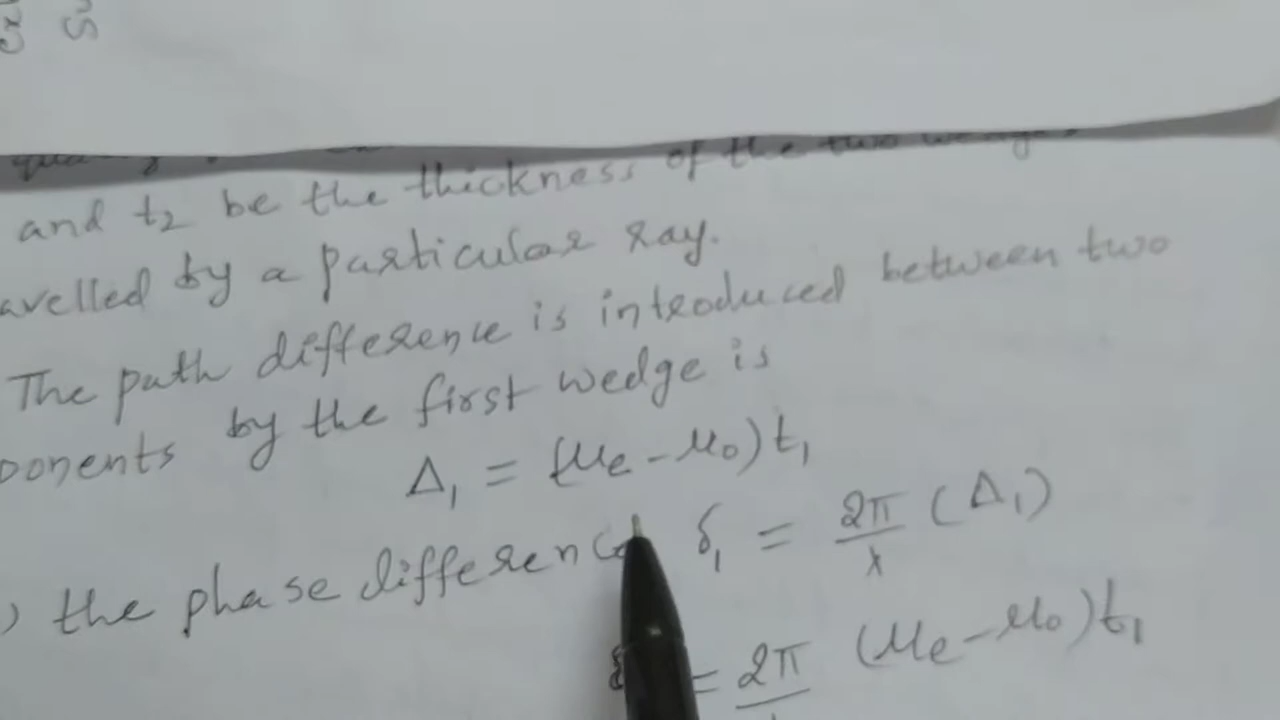 of the two wedge
and t₂ be the thickness
avelled by a particular ray.
The path difference is introduced between two
ponents by the first wedge is
Δ₁ = (μe - μo) t₁
) the phase difference δ₁ = 2π/λ (Δ₁)
= 2π (μe - μo) t₁